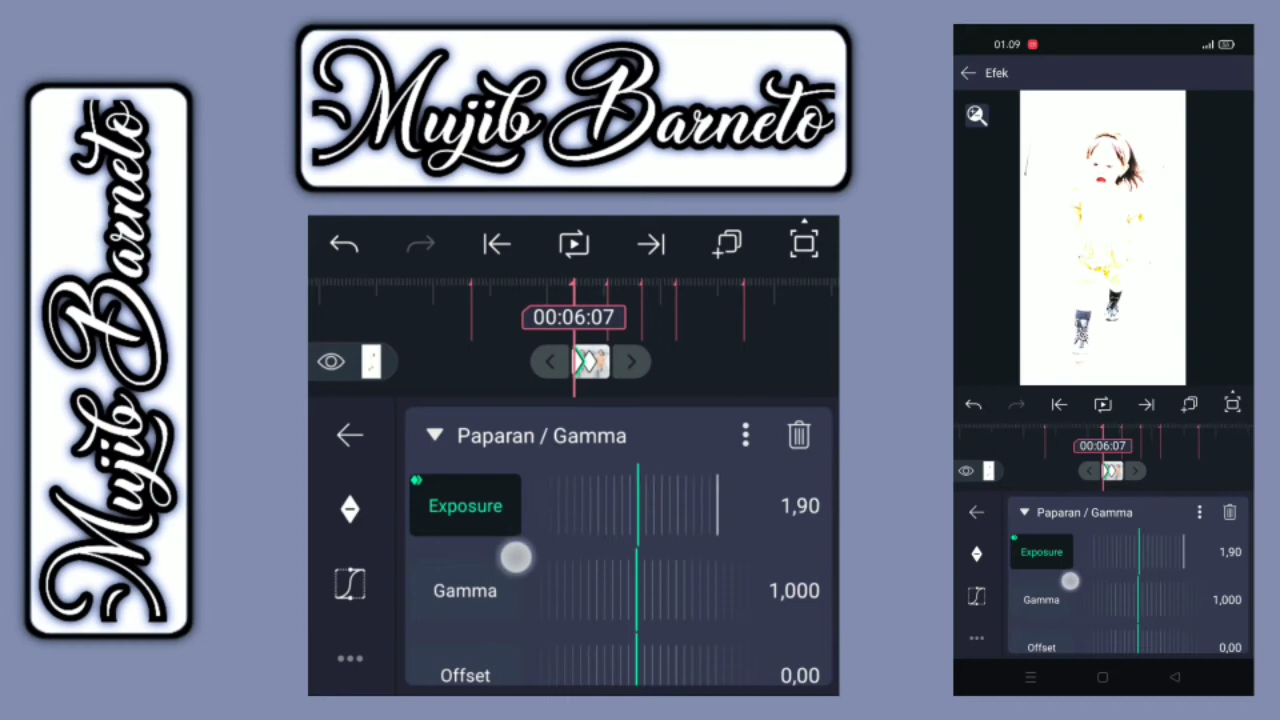 Mujib Barneto
Mujib Barneto
00:06:07
Paparan / Gamma
Exposure
1,90
Gamma
1,000
Offset
0,00
01.09
Efek
00:06:07
Paparan / Gamma
Exposure
1,90
Gamma
1,000
Offset
0,00